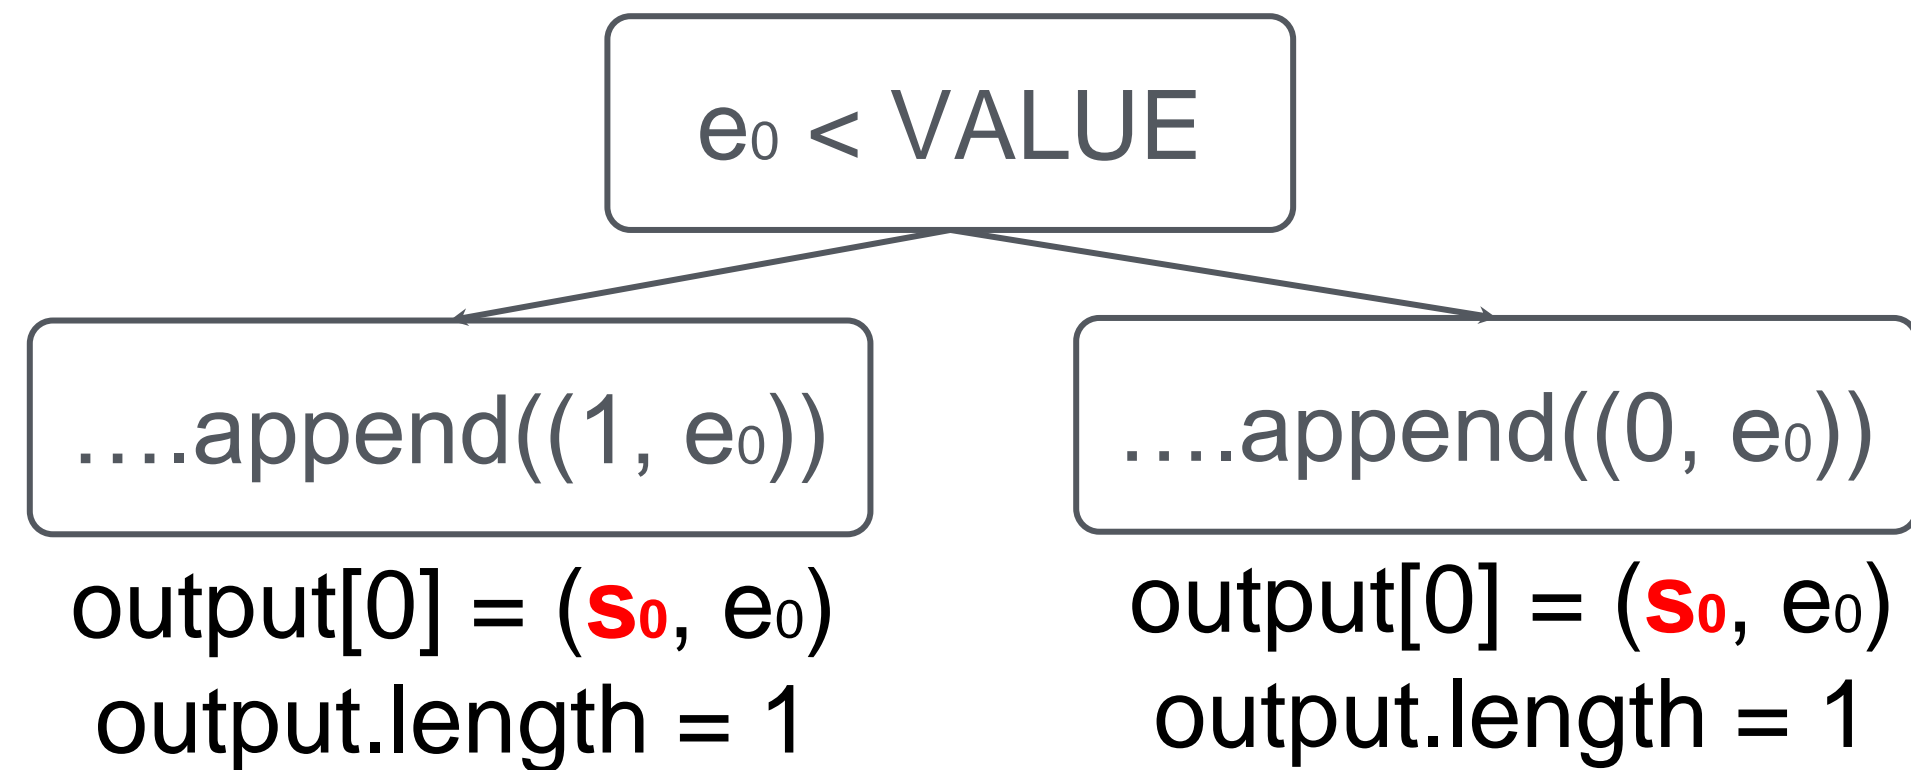 e₀ < VALUE
....append((1, e₀))
....append((0, e₀))
output[0] = (s₀, e₀)
output.length = 1
output[0] = (s₀, e₀)
output.length = 1